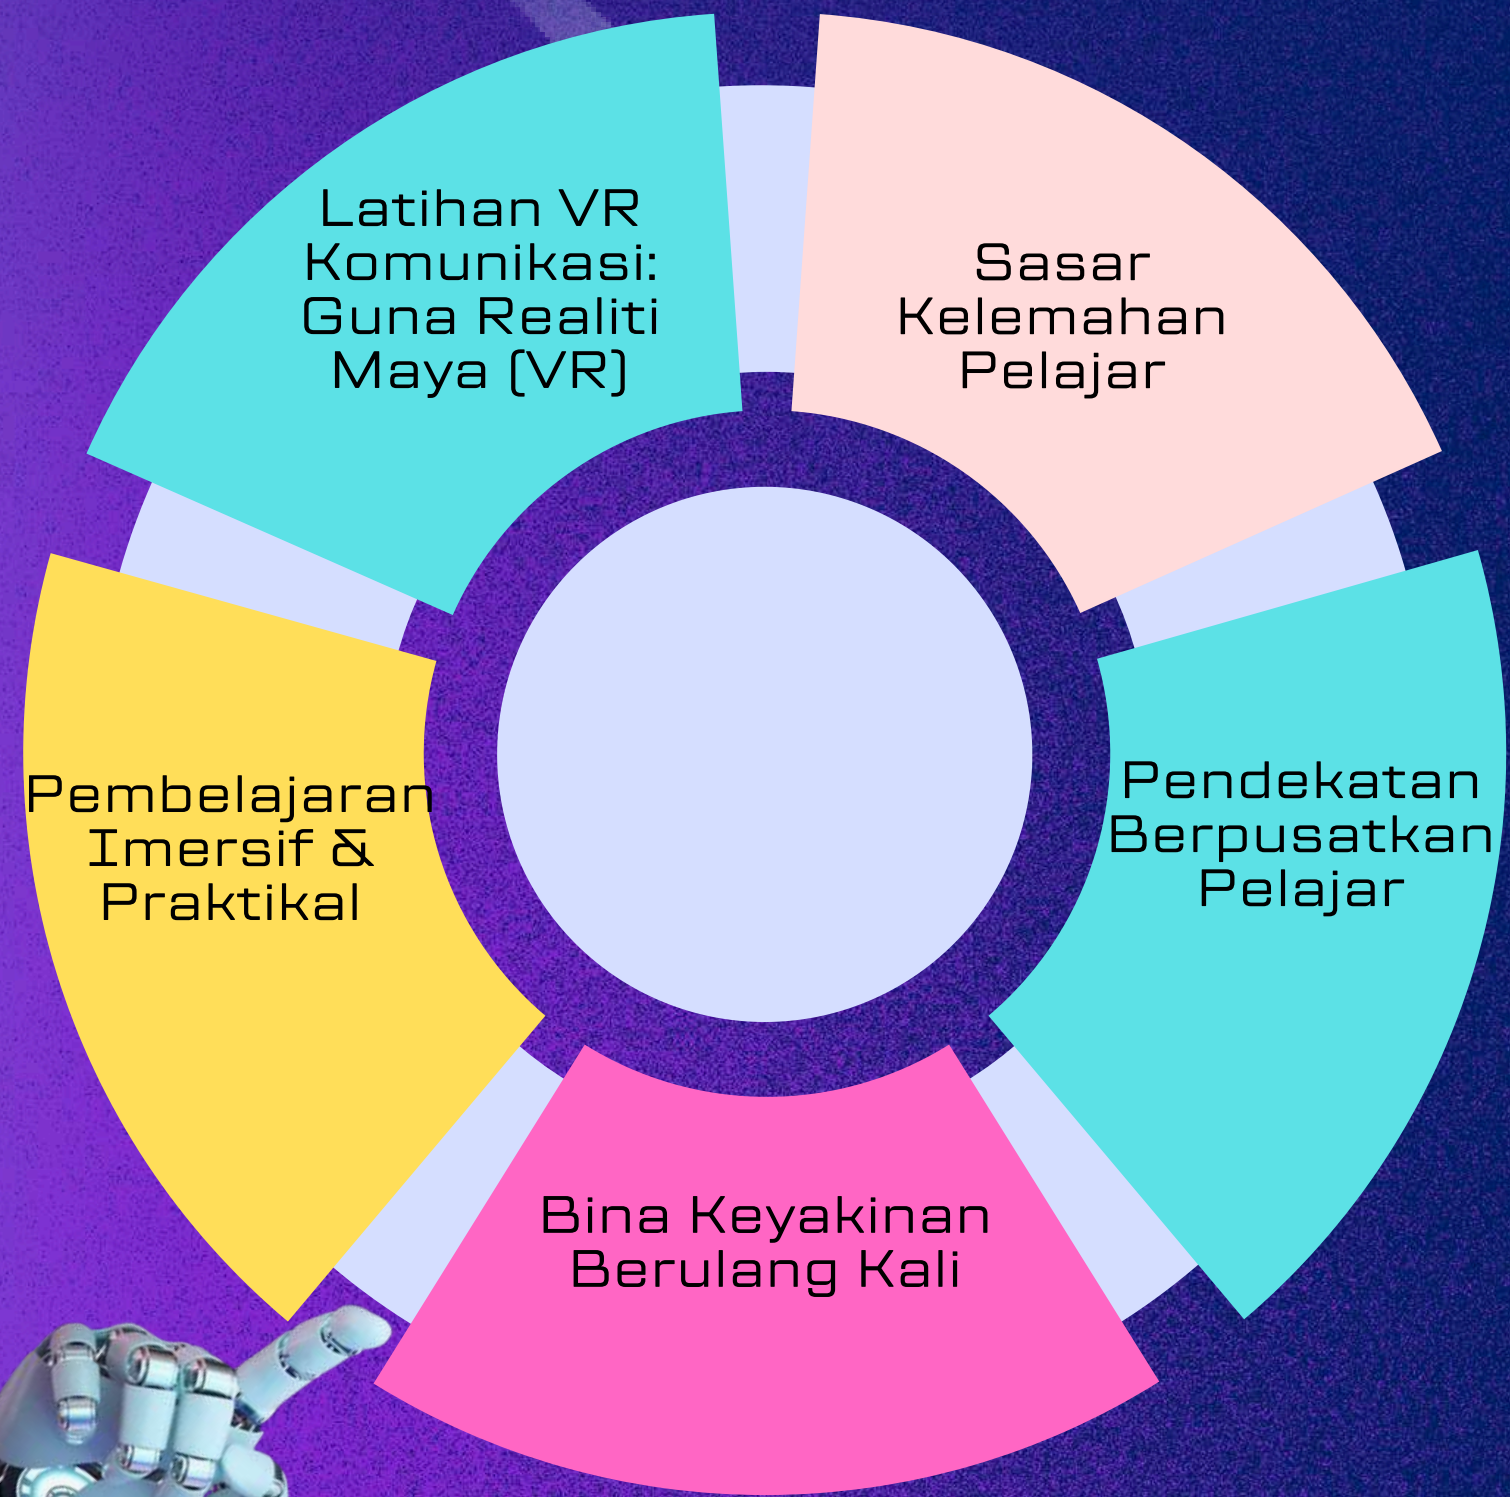 Latihan VR
Komunikasi:
Guna Realiti
Maya (VR)
Sasar
Kelemahan
Pelajar
Pendekatan
Berpusatkan
Pelajar
Bina Keyakinan
Berulang Kali
Pembelajaran
Imersif &
Praktikal